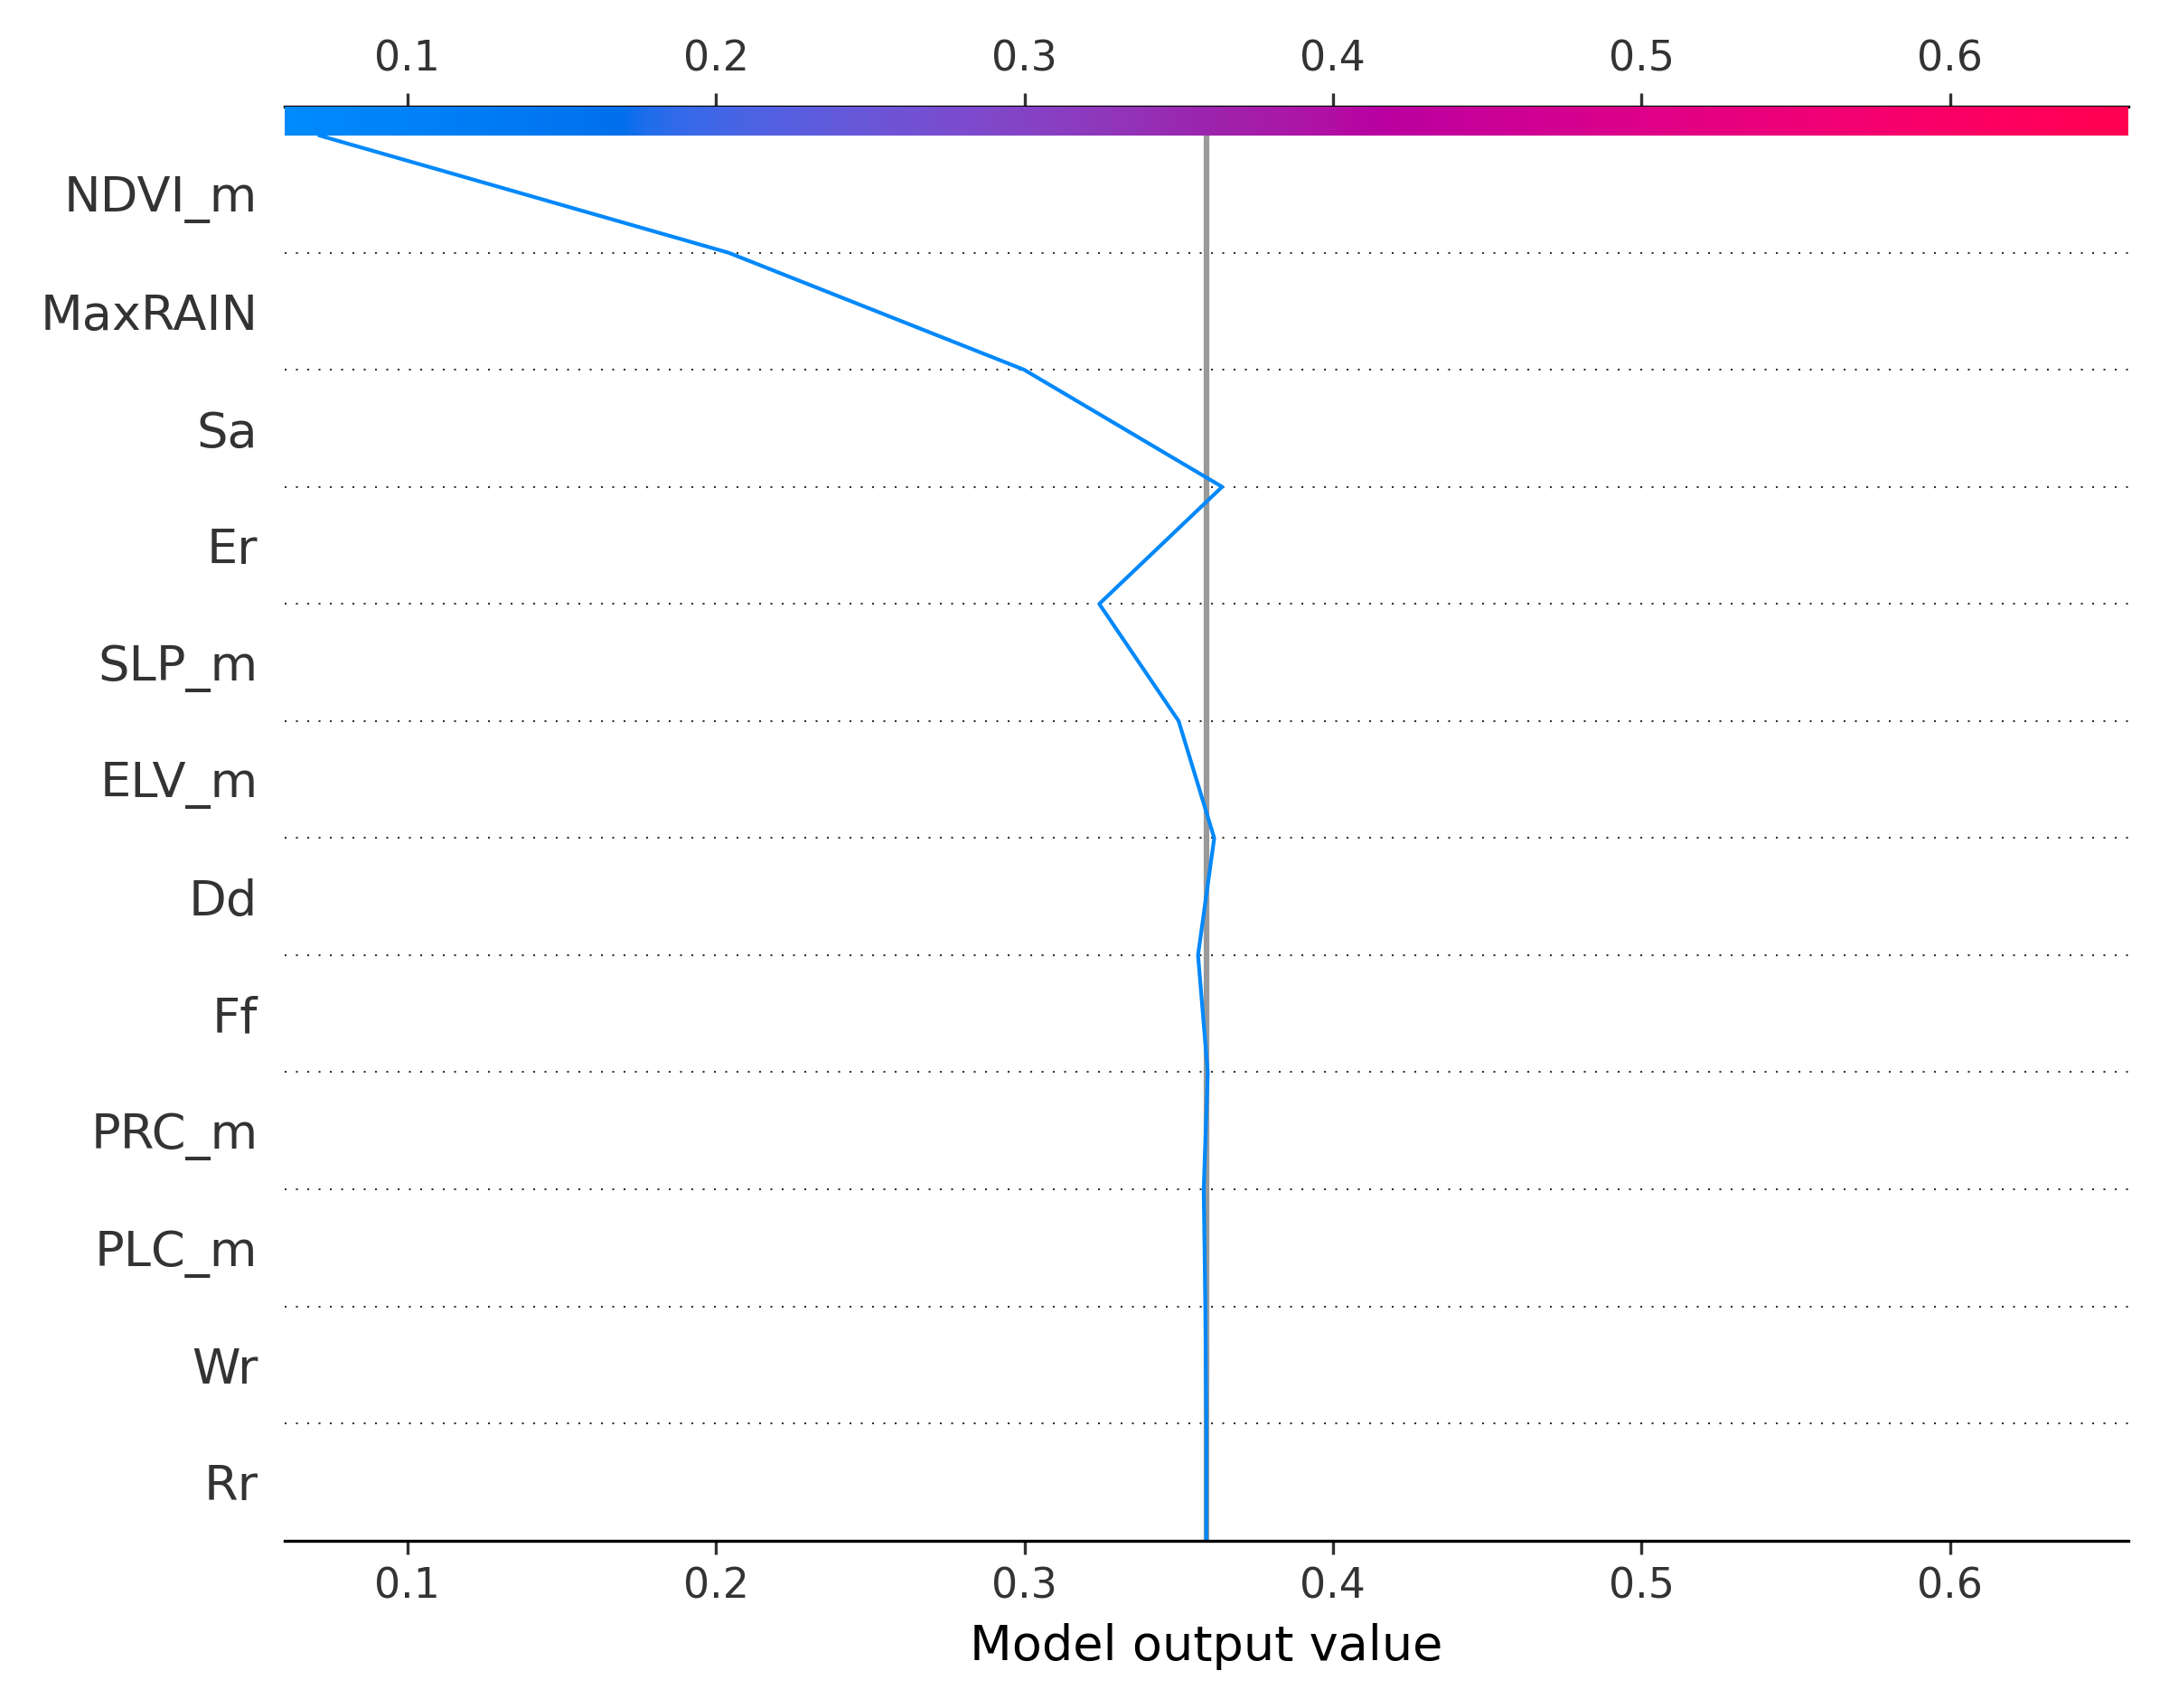 0.1 0.2 0.3 0.4 0.5 0.6
NDVI_m
MaxRAIN
Sa
Er
SLP_m
ELV_m
Dd
Ff
PRC_m
PLC_m
Wr
Rr
0.1 0.2 0.3 0.4 0.5 0.6
Model output value